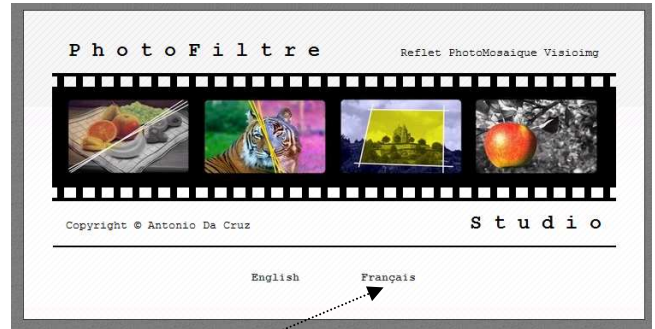 PhotoFiltre
Reflet PhotoMosaique Visioimg
Copyright © Antonio Da Cruz
Studio
English
Français